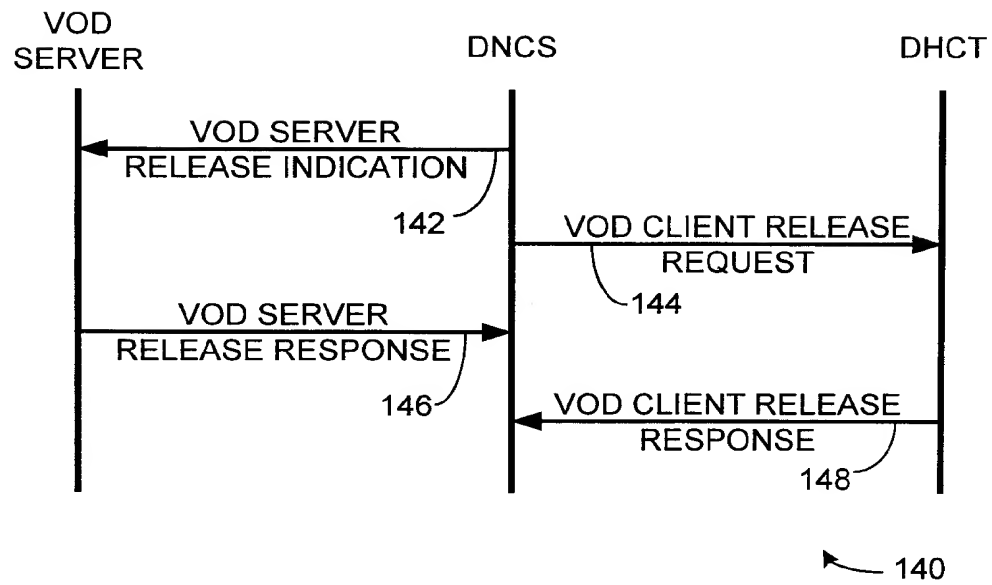 VOD
SERVER
DNCS
DHCT
VOD SERVER
RELEASE INDICATION
142
VOD CLIENT RELEASE
REQUEST
144
VOD SERVER
RELEASE RESPONSE
146
VOD CLIENT RELEASE
RESPONSE
148
140